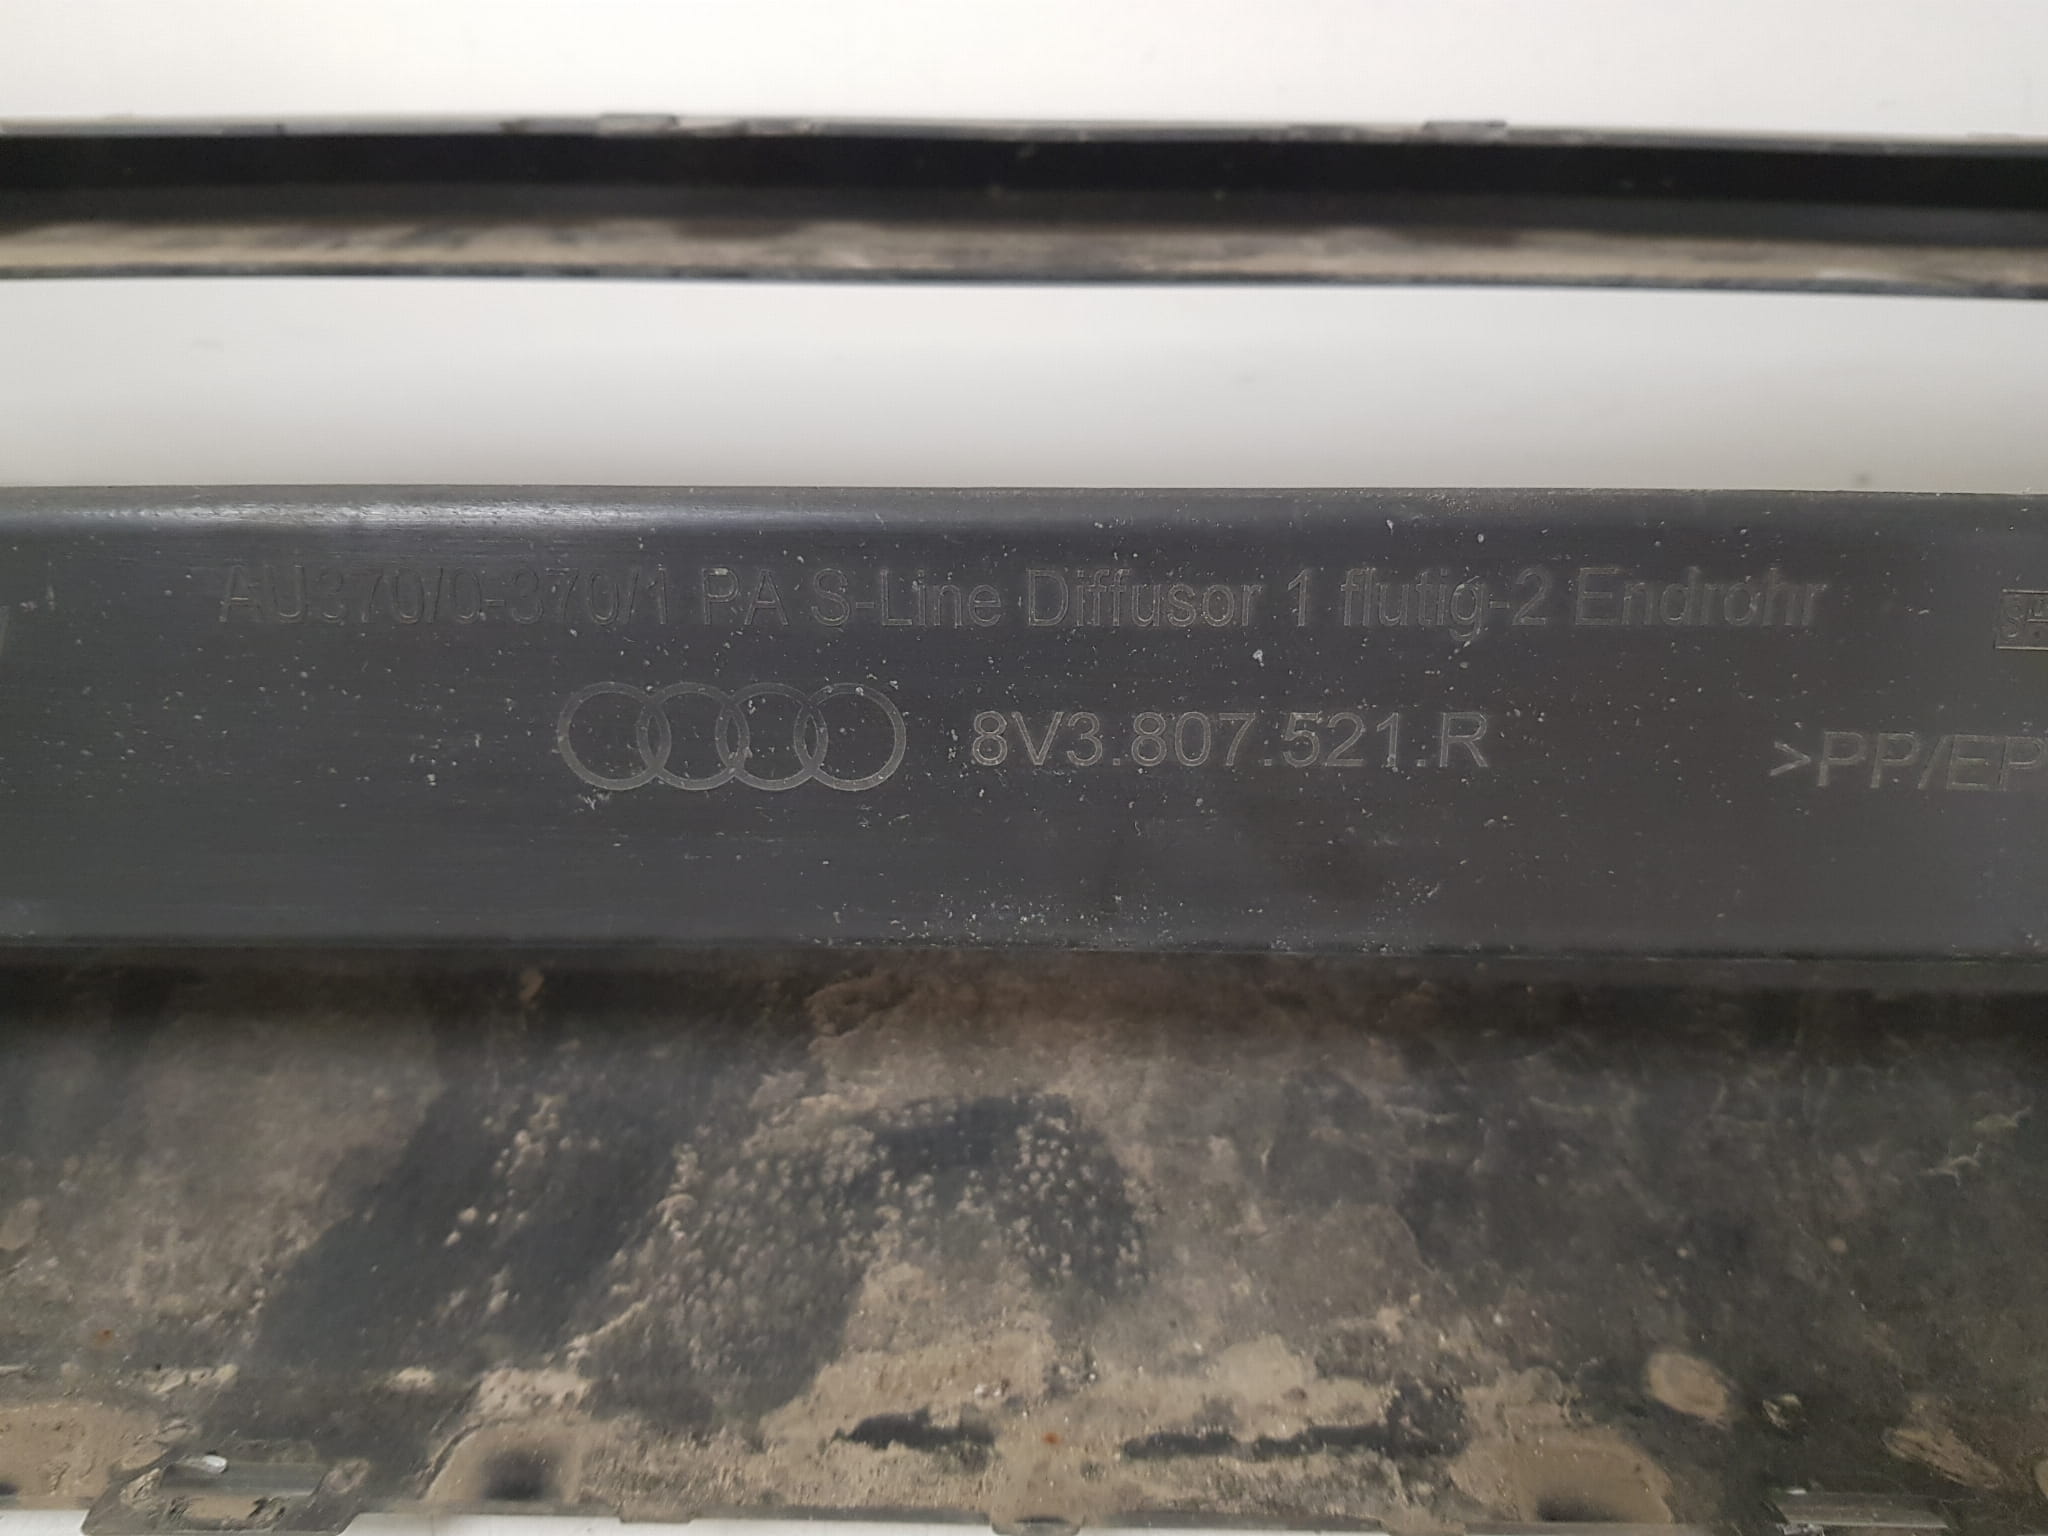 AU370/0-370/1 PA S-Line Diffusor 1 flutig-2 Endrohr
8V3.807.521.R
>PP/EP